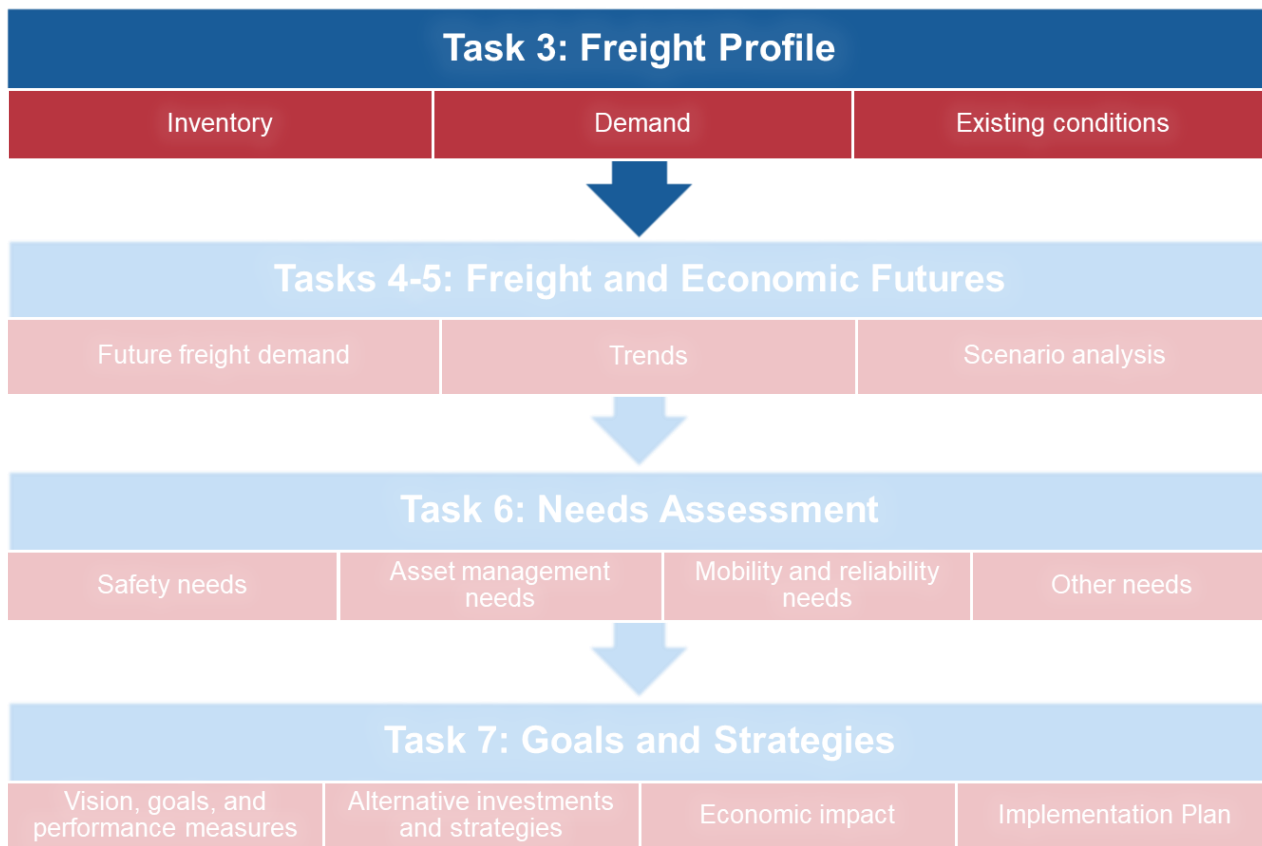 Task 3: Freight Profile
Inventory
Demand
Existing conditions
Tasks 4-5: Freight and Economic Futures
Future freight demand
Trends
Scenario analysis
Task 6: Needs Assessment
Safety needs
Asset management
needs
Mobility and reliability
needs
Other needs
Task 7: Goals and Strategies
Vision, goals, and
performance measures
Alternative investments
and strategies
Economic impact
Implementation Plan